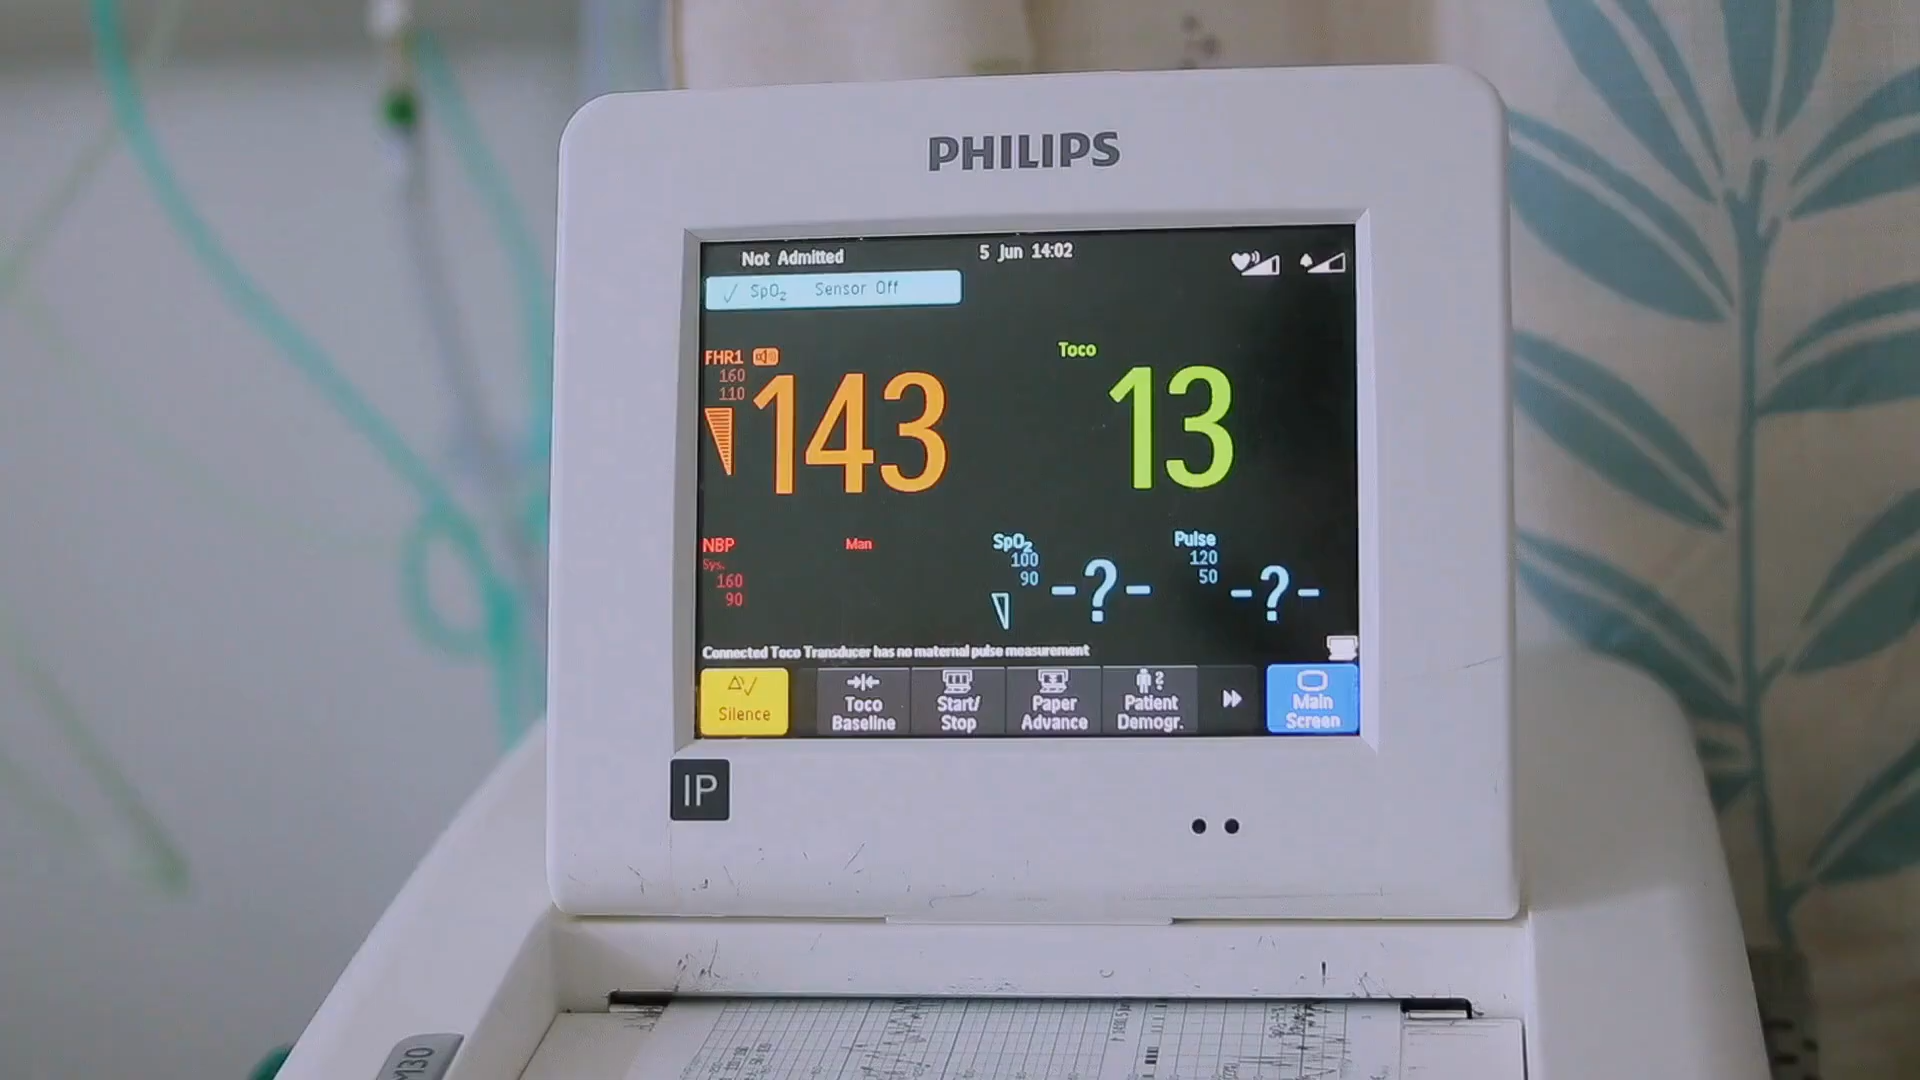 PHILIPS
Not Admitted
5 Jun 14:02
✓ SpO₂ Sensor Off
FHR1
160
110
143
Toco
13
NBP
Sys.
160
90
Man
SpO₂
100
90
-?-
Pulse
120
50
-?-
Connected Toco Transducer has no maternal pulse measurement
Silence
Toco
Baseline
Start/
Stop
Paper
Advance
Patient
Demogr.
Main
Screen
IP